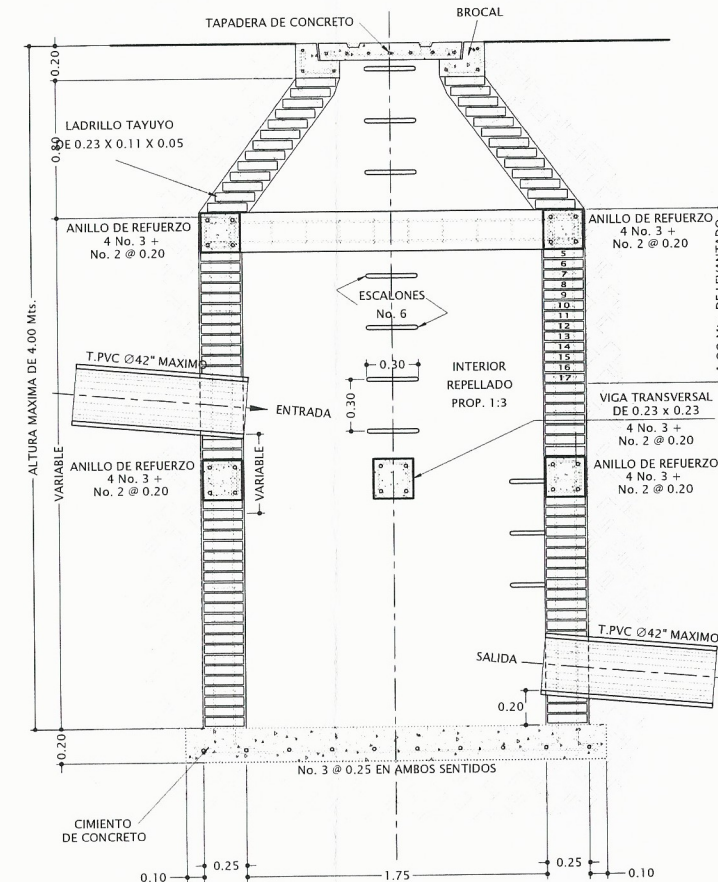 TAPADERA DE CONCRETO
BROCAL
0.20
LADRILLO TAYUYO
DE 0.23 X 0.11 X 0.05
0.80
ANILLO DE REFUERZO
4 No. 3 +
No. 2 @ 0.20
ANILLO DE REFUERZO
4 No. 3 +
No. 2 @ 0.20
5
6
7
8
9
10
11
12
13
14
15
16
17
DE LEVANTADO
ESCALONES
No. 6
ALTURA MAXIMA DE 4.00 Mts.
T.PVC Ø42" MAXIMO
ENTRADA
0.30
0.30
INTERIOR
REPELLADO
PROP. 1:3
VIGA TRANSVERSAL
DE 0.23 x 0.23
4 No. 3 +
No. 2 @ 0.20
VARIABLE
VARIABLE
ANILLO DE REFUERZO
4 No. 3 +
No. 2 @ 0.20
ANILLO DE REFUERZO
4 No. 3 +
No. 2 @ 0.20
T.PVC Ø42" MAXIMO
SALIDA
0.20
0.20
No. 3 @ 0.25 EN AMBOS SENTIDOS
CIMIENTO
DE CONCRETO
0.10
0.25
1.75
0.25
0.10